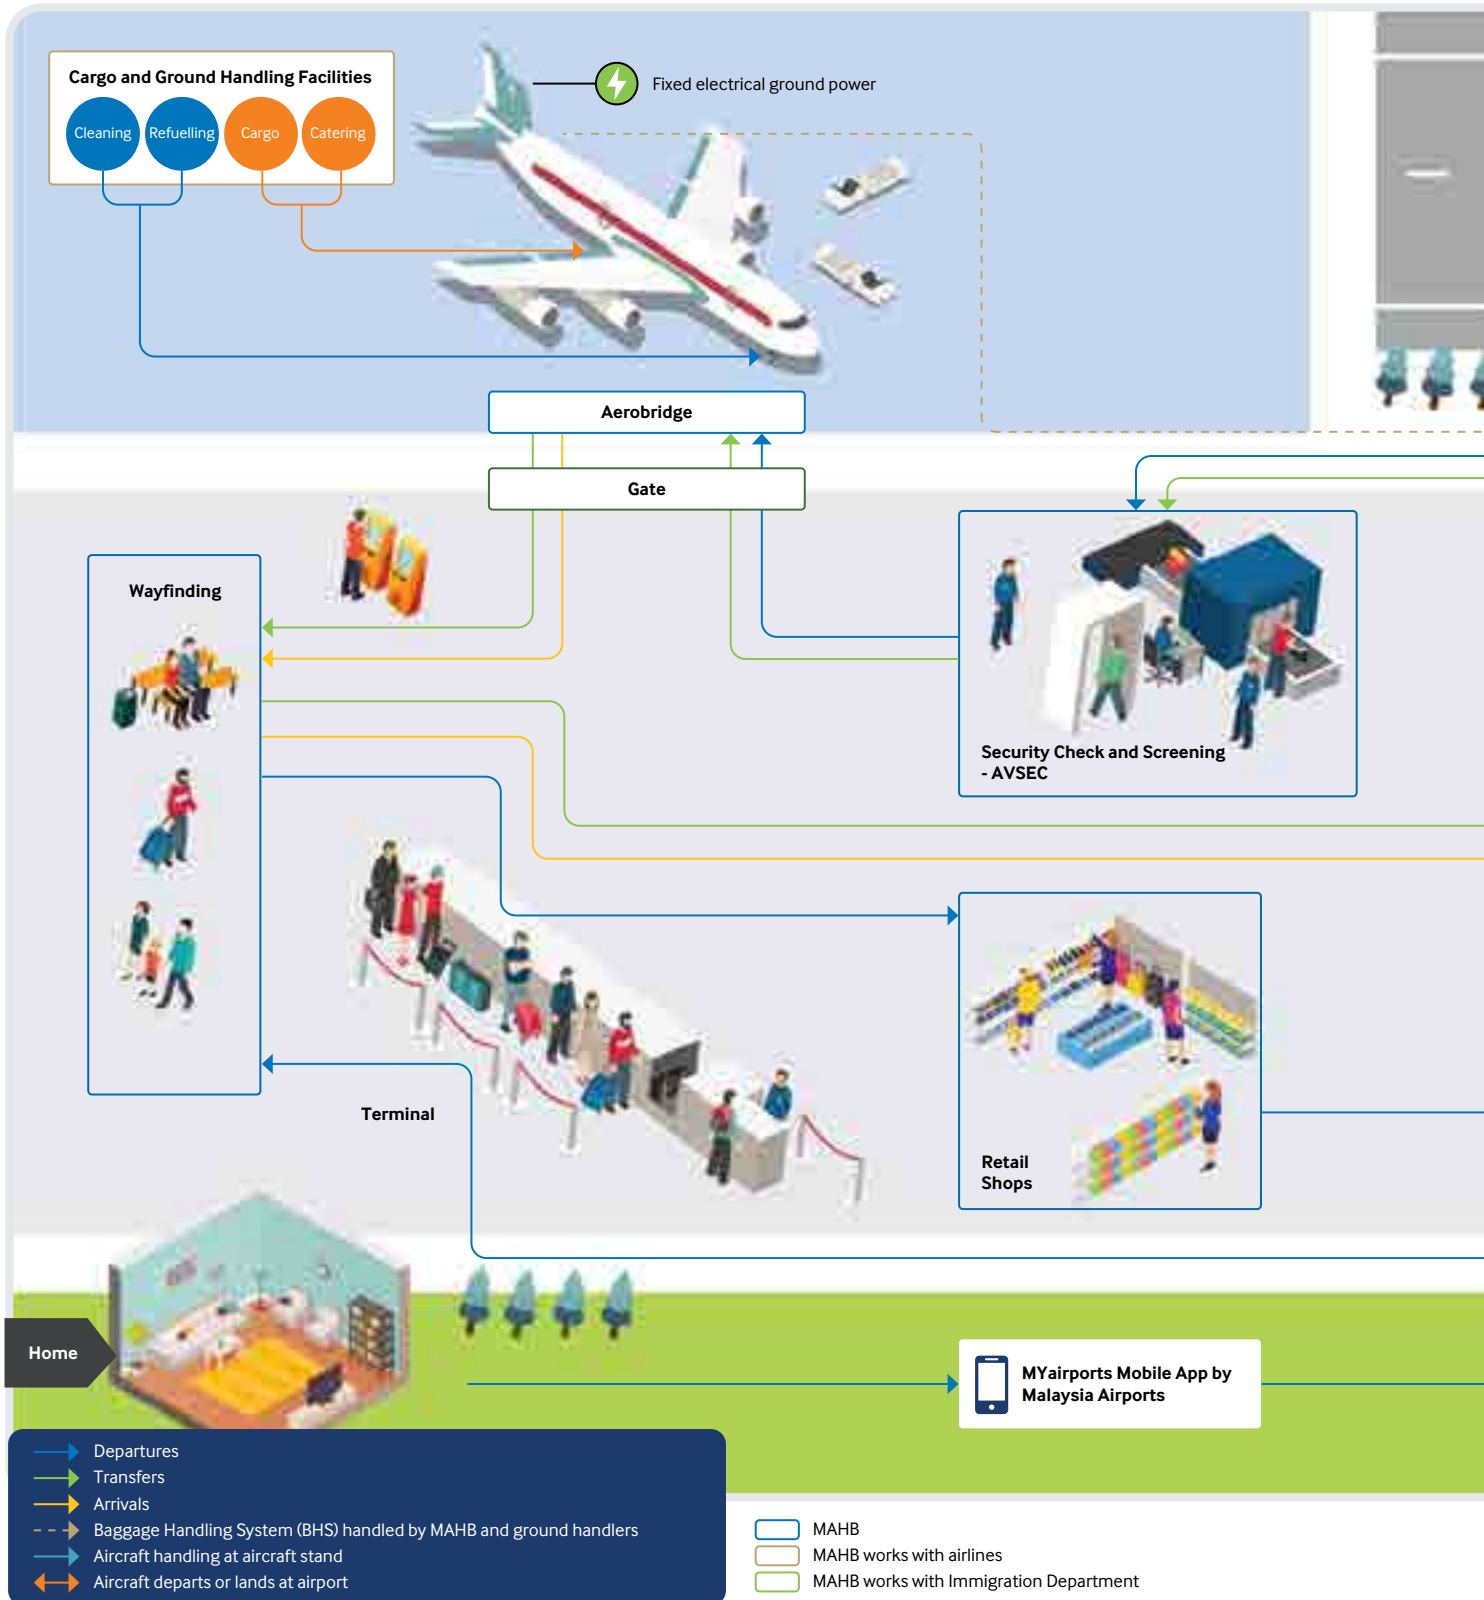 Cargo and Ground Handling Facilities
Cleaning
Refuelling
Cargo
Catering
Fixed electrical ground power
Aerobridge
Gate
Wayfinding
Security Check and Screening
- AVSEC
Terminal
Retail
Shops
Home
MYairports Mobile App by
Malaysia Airports
Departures
Transfers
Arrivals
Baggage Handling System (BHS) handled by MAHB and ground handlers
Aircraft handling at aircraft stand
Aircraft departs or lands at airport
MAHB
MAHB works with airlines
MAHB works with Immigration Department